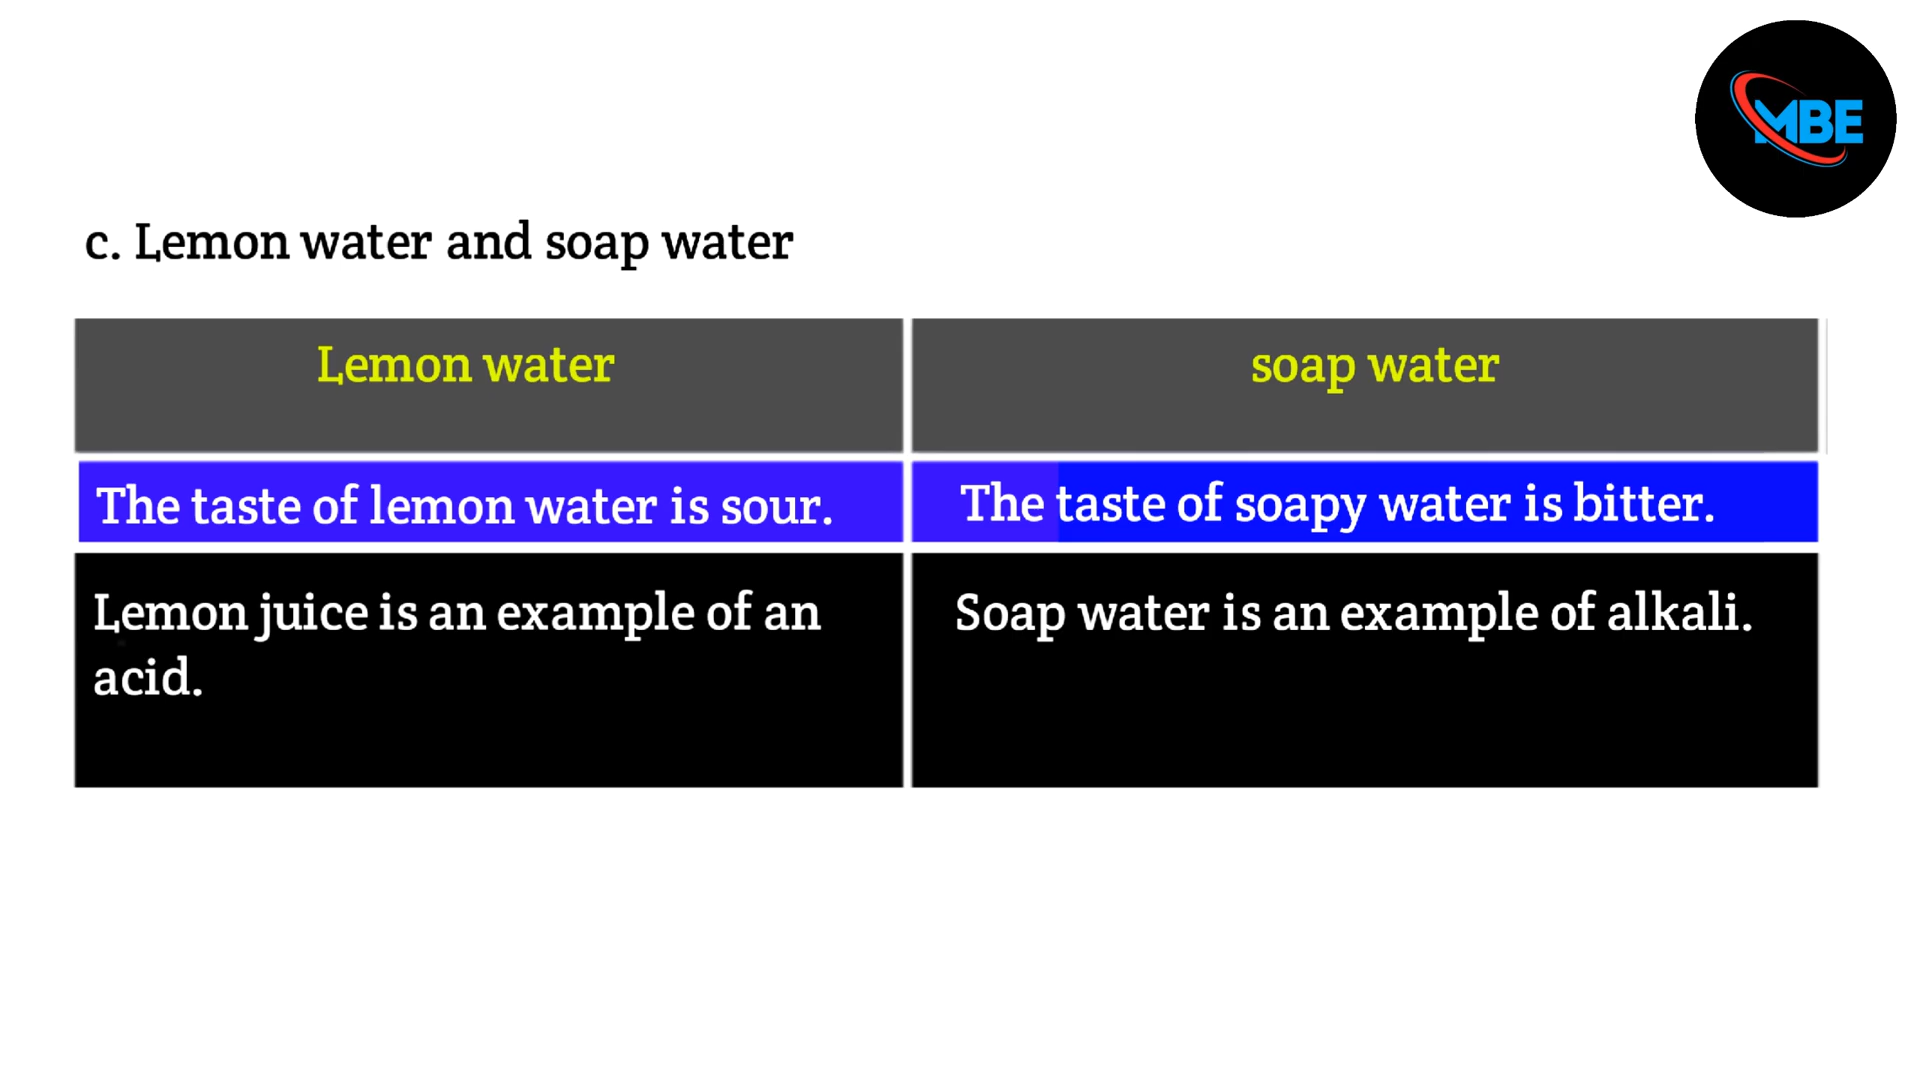 MBE
c. Lemon water and soap water
Lemon water
soap water
The taste of lemon water is sour.
The taste of soapy water is bitter.
Lemon juice is an example of an
acid.
Soap water is an example of alkali.